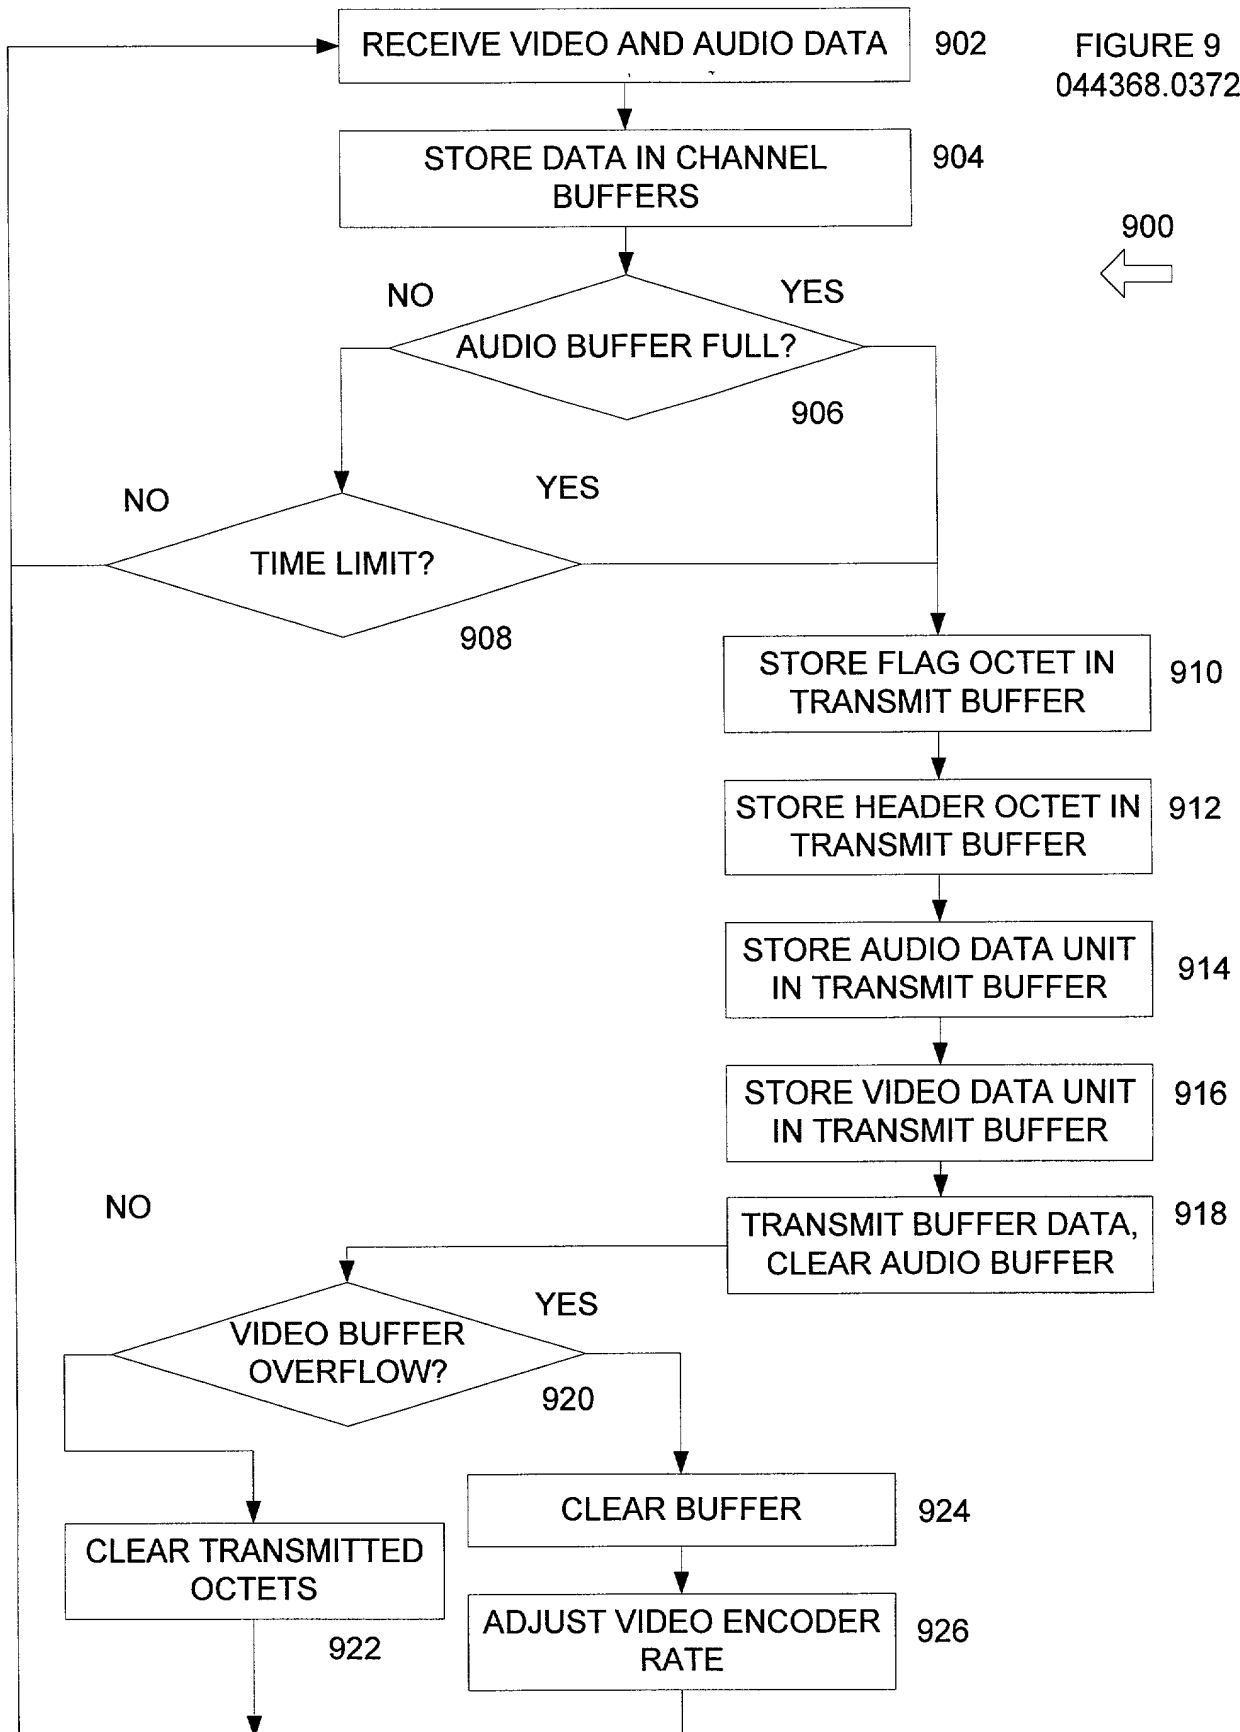 RECEIVE VIDEO AND AUDIO DATA
902
FIGURE 9
044368.0372
STORE DATA IN CHANNEL
BUFFERS
904
900
NO
YES
AUDIO BUFFER FULL?
906
NO
YES
TIME LIMIT?
908
STORE FLAG OCTET IN
TRANSMIT BUFFER
910
STORE HEADER OCTET IN
TRANSMIT BUFFER
912
STORE AUDIO DATA UNIT
IN TRANSMIT BUFFER
914
STORE VIDEO DATA UNIT
IN TRANSMIT BUFFER
916
NO
TRANSMIT BUFFER DATA,
CLEAR AUDIO BUFFER
918
YES
VIDEO BUFFER
OVERFLOW?
920
CLEAR BUFFER
924
CLEAR TRANSMITTED
OCTETS
922
ADJUST VIDEO ENCODER
RATE
926